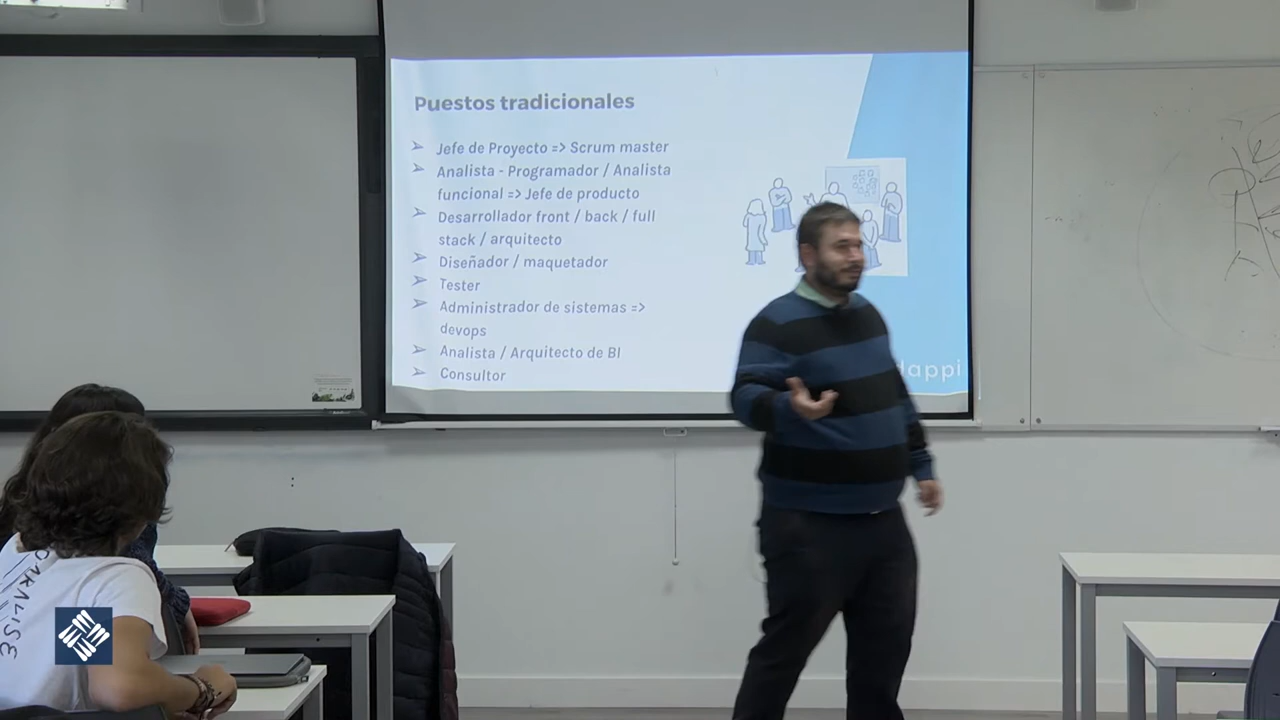 Puestos tradicionales
Jefe de Proyecto => Scrum master
Analista - Programador / Analista
funcional => Jefe de producto
Desarrollador front / back / full
stack / arquitecto
Diseñador / maquetador
Tester
Administrador de sistemas =>
devops
Analista / Arquitecto de BI
Consultor
dappi